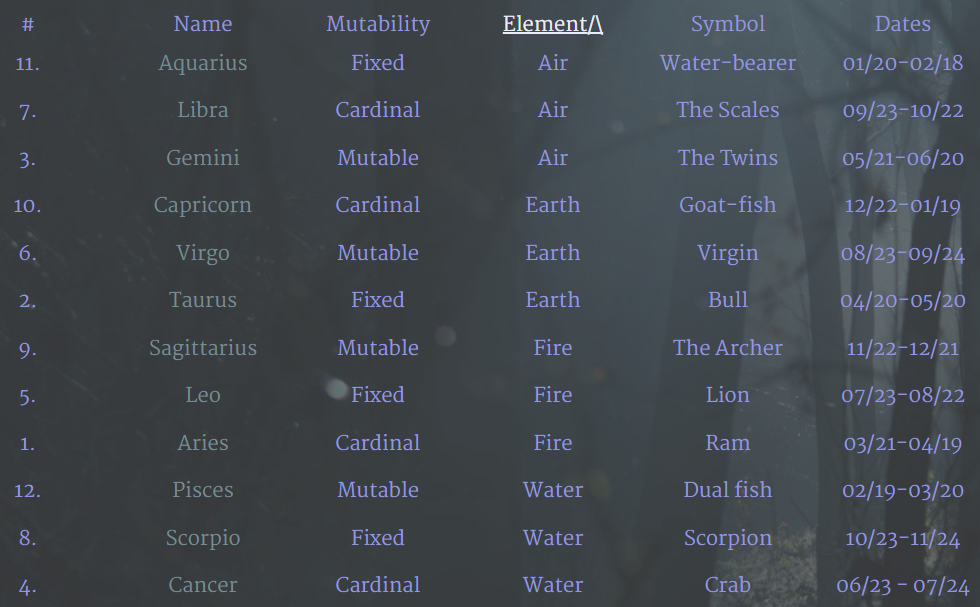 # Name Mutability Element/\ Symbol Dates
11. Aquarius Fixed Air Water-bearer 01/20-02/18
7. Libra Cardinal Air The Scales 09/23-10/22
3. Gemini Mutable Air The Twins 05/21-06/20
10. Capricorn Cardinal Earth Goat-fish 12/22-01/19
6. Virgo Mutable Earth Virgin 08/23-09/24
2. Taurus Fixed Earth Bull 04/20-05/20
9. Sagittarius Mutable Fire The Archer 11/22-12/21
5. Leo Fixed Fire Lion 07/23-08/22
1. Aries Cardinal Fire Ram 03/21-04/19
12. Pisces Mutable Water Dual fish 02/19-03/20
8. Scorpio Fixed Water Scorpion 10/23-11/24
4. Cancer Cardinal Water Crab 06/23 - 07/24